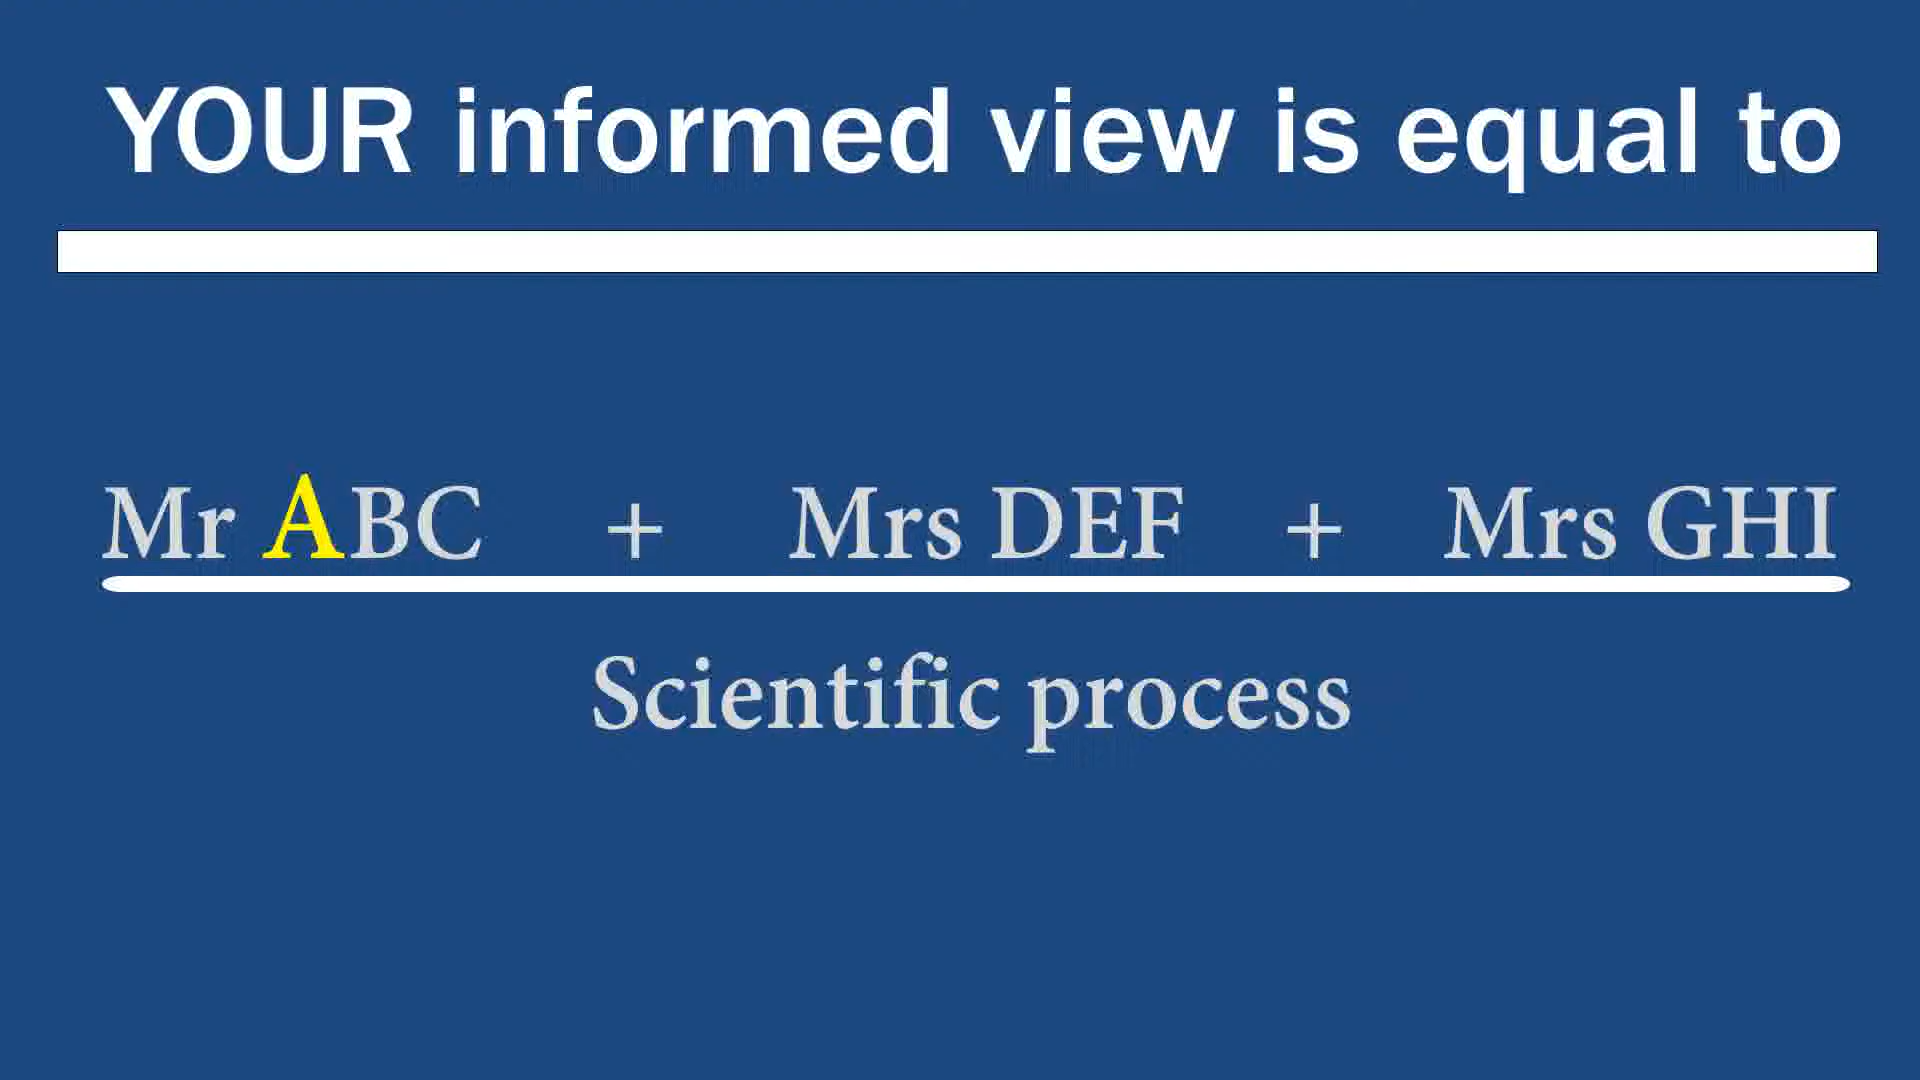 YOUR informed view is equal to
Mr ABC + Mrs DEF + Mrs GHI
Scientific process